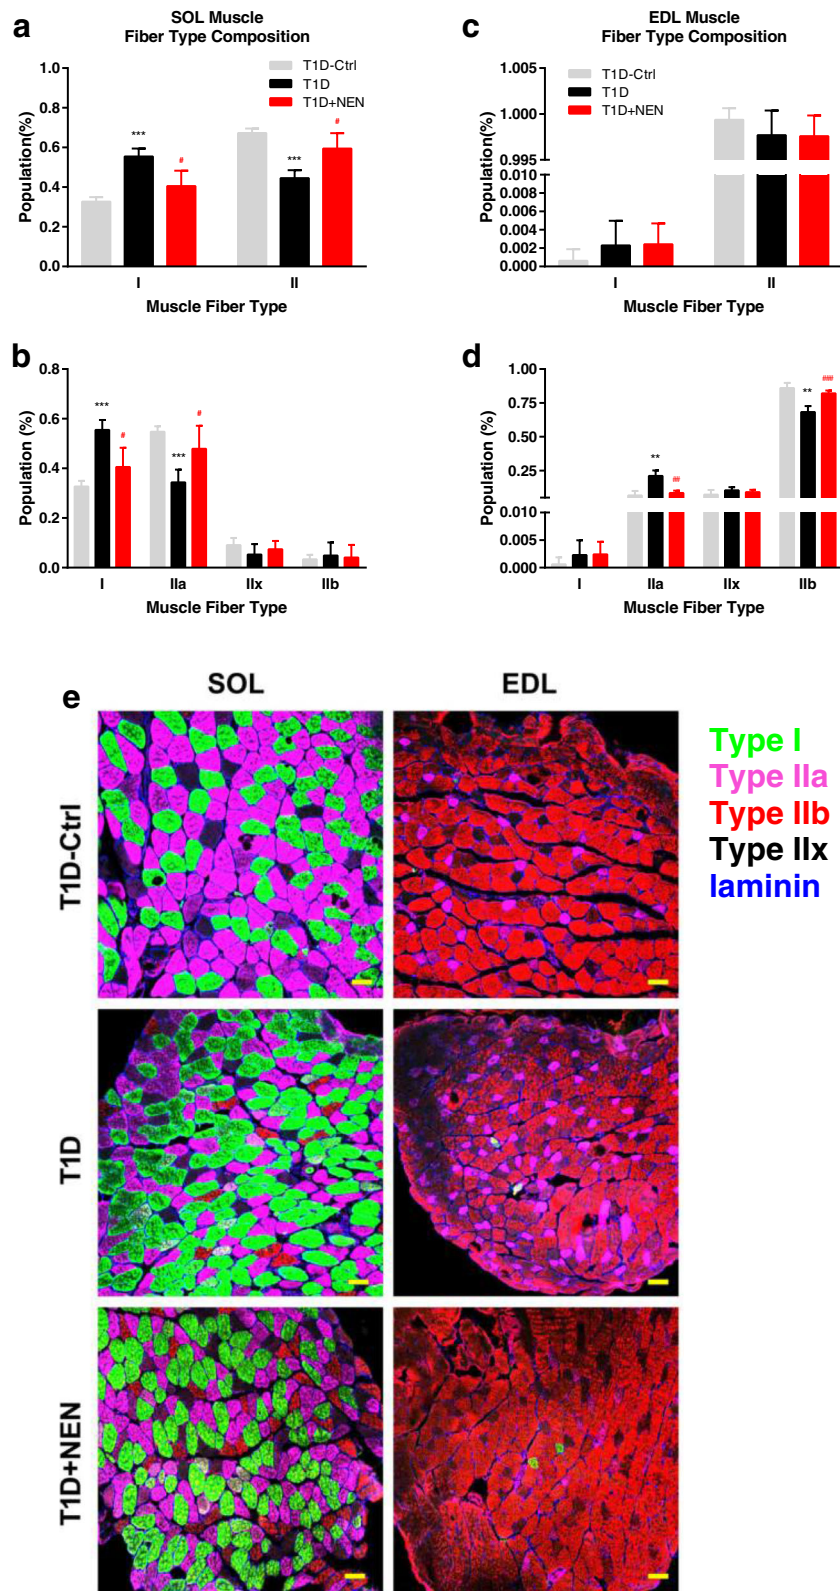 a
SOL Muscle
Fiber Type Composition
T1D-Ctrl
T1D
T1D+NEN
Population(%)
1.0
0.8
0.6
0.4
0.2
0.0
***
#
***
#
I
II
Muscle Fiber Type
c
EDL Muscle
Fiber Type Composition
T1D-Ctrl
T1D
T1D+NEN
Population(%)
1.005
1.000
0.995
0.010
0.008
0.006
0.004
0.002
0.000
I
II
Muscle Fiber Type
b
Population (%)
0.8
0.6
0.4
0.2
0.0
***
#
***
#
I
IIa
IIx
IIb
Muscle Fiber Type
d
Population (%)
1.00
0.75
0.50
0.25
0.010
0.005
0.000
**
##
**
###
I
IIa
IIx
IIb
Muscle Fiber Type
e
SOL
EDL
T1D-Ctrl
T1D
T1D+NEN
Type I
Type IIa
Type IIb
Type IIx
laminin